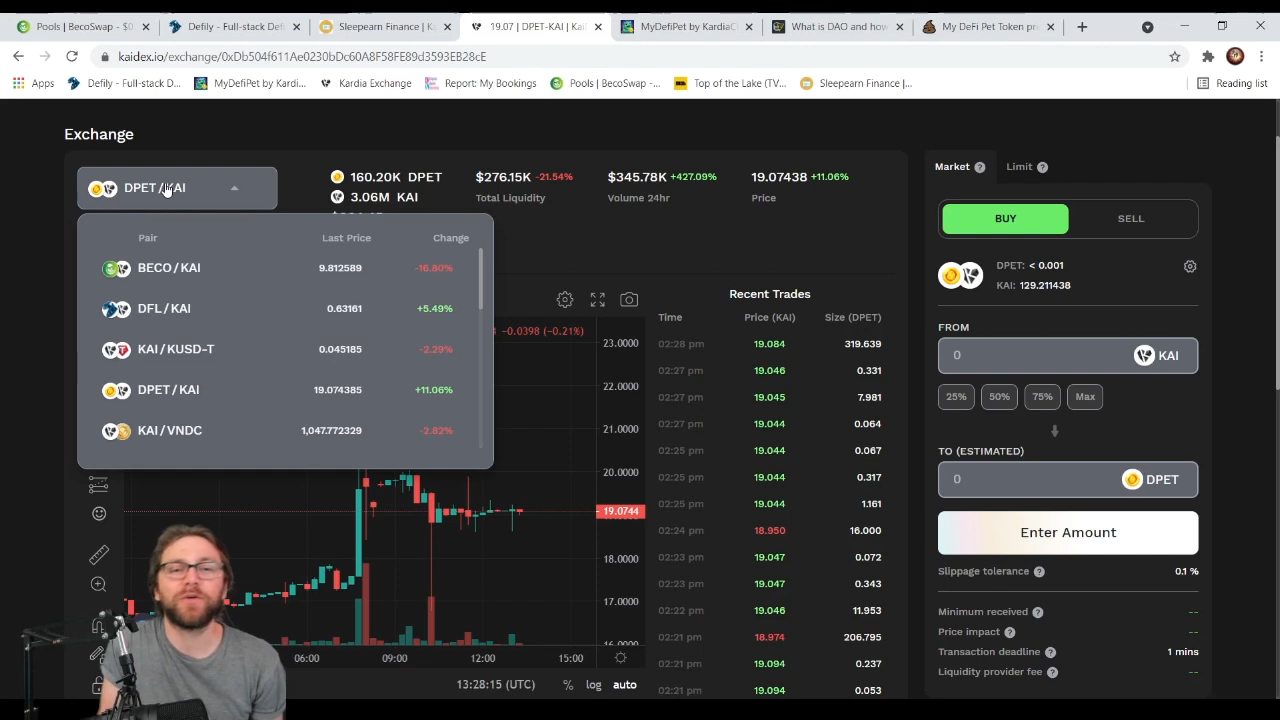 Pools | BecoSwap - $0
Defily - Full-stack Defi
Sleepearn Finance | Ka
19.07 | DPET-KAI | Kai
MyDefiPet by KardiaCh
What is DAO and how
My DeFi Pet Token pr
kaidex.io/exchange/0xDb504f611Ae0230bDc60A8F58FE89d3593EB28cE
Apps
Defily - Full-stack D...
MyDefiPet by Kardi...
Kardia Exchange
Report: My Bookings
Pools | BecoSwap -...
Top of the Lake (TV...
Sleepearn Finance |...
Reading list
Exchange
DPET / KAI
160.20K DPET
3.06M KAI
$276.15K -21.54%
Total Liquidity
$345.78K +427.09%
Volume 24hr
19.07438 +11.06%
Price
Pair Last Price Change
BECO / KAI 9.812589 -16.80%
DFL / KAI 0.63161 +5.49%
KAI / KUSD-T 0.045185 -2.29%
DPET / KAI 19.074385 +11.06%
KAI / VNDC 1,047.772329 -2.82%
−0.0398 (−0.21%)
23.0000
22.0000
21.0000
20.0000
19.0744
18.0000
17.0000
16.0000
06:00 09:00 12:00 15:00
13:28:15 (UTC) % log auto
Recent Trades
Time Price (KAI) Size (DPET)
02:28 pm 19.084 319.639
02:27 pm 19.046 0.331
02:27 pm 19.045 7.981
02:27 pm 19.044 0.064
02:25 pm 19.044 0.067
02:25 pm 19.044 0.317
02:25 pm 19.044 1.161
02:24 pm 18.950 16.000
02:23 pm 19.047 0.072
02:23 pm 19.047 0.343
02:22 pm 19.046 11.953
02:21 pm 18.974 206.795
02:21 pm 19.094 0.237
02:21 pm 19.094 0.053
Market Limit
BUY SELL
DPET: < 0.001
KAI: 129.211438
FROM
0 KAI
25% 50% 75% Max
TO (ESTIMATED)
0 DPET
Enter Amount
Slippage tolerance 0.1 %
Minimum received --
Price impact --
Transaction deadline 1 mins
Liquidity provider fee --